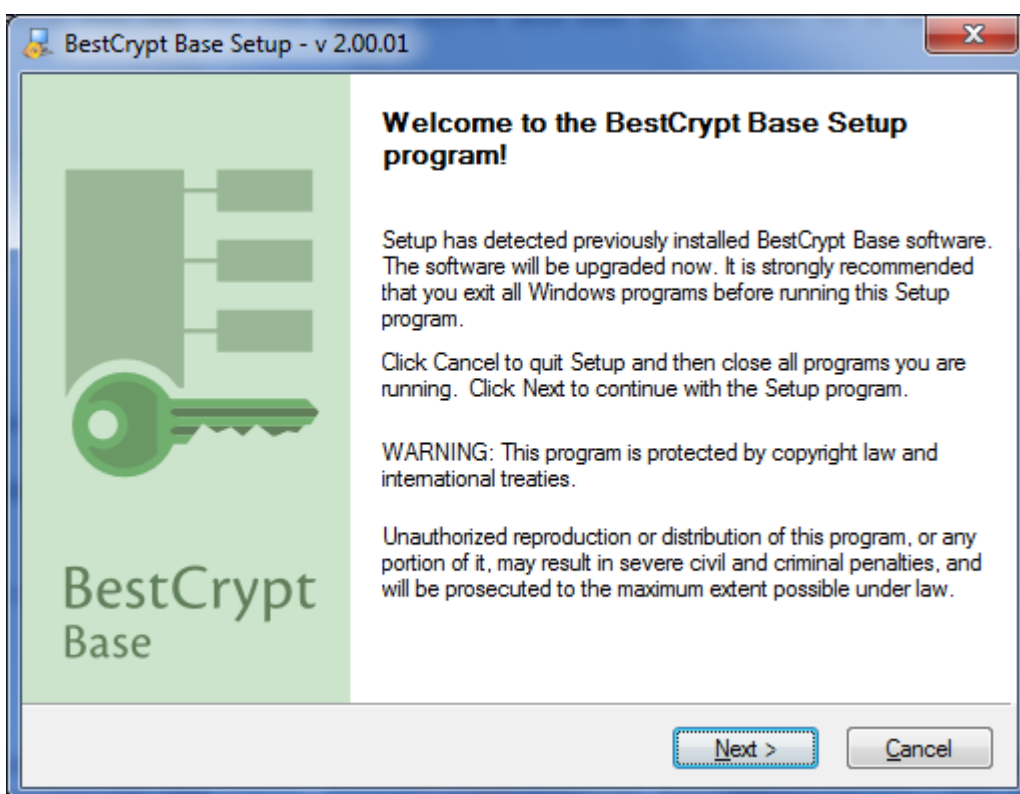 BestCrypt Base Setup - v 2.00.01
Welcome to the BestCrypt Base Setup
program!
Setup has detected previously installed BestCrypt Base software.
The software will be upgraded now. It is strongly recommended
that you exit all Windows programs before running this Setup
program.
Click Cancel to quit Setup and then close all programs you are
running. Click Next to continue with the Setup program.
WARNING: This program is protected by copyright law and
international treaties.
Unauthorized reproduction or distribution of this program, or any
portion of it, may result in severe civil and criminal penalties, and
will be prosecuted to the maximum extent possible under law.
BestCrypt
Base
Next >
Cancel